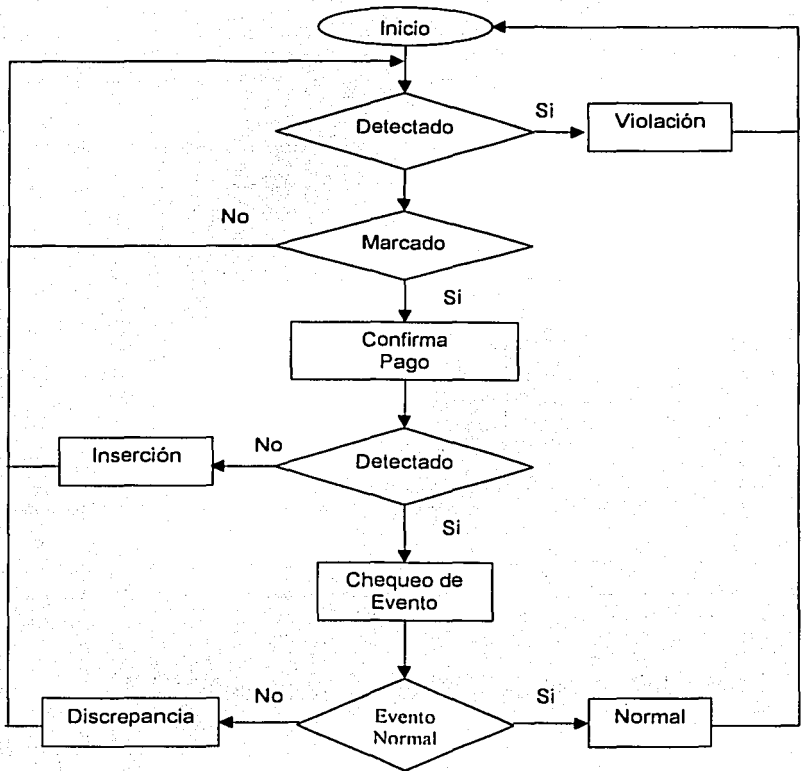 Inicio
Detectado
Si
Violación
No
Marcado
Si
Confirma
Pago
Inserción
No
Detectado
Si
Chequeo de
Evento
Discrepancia
No
Evento
Normal
Si
Normal